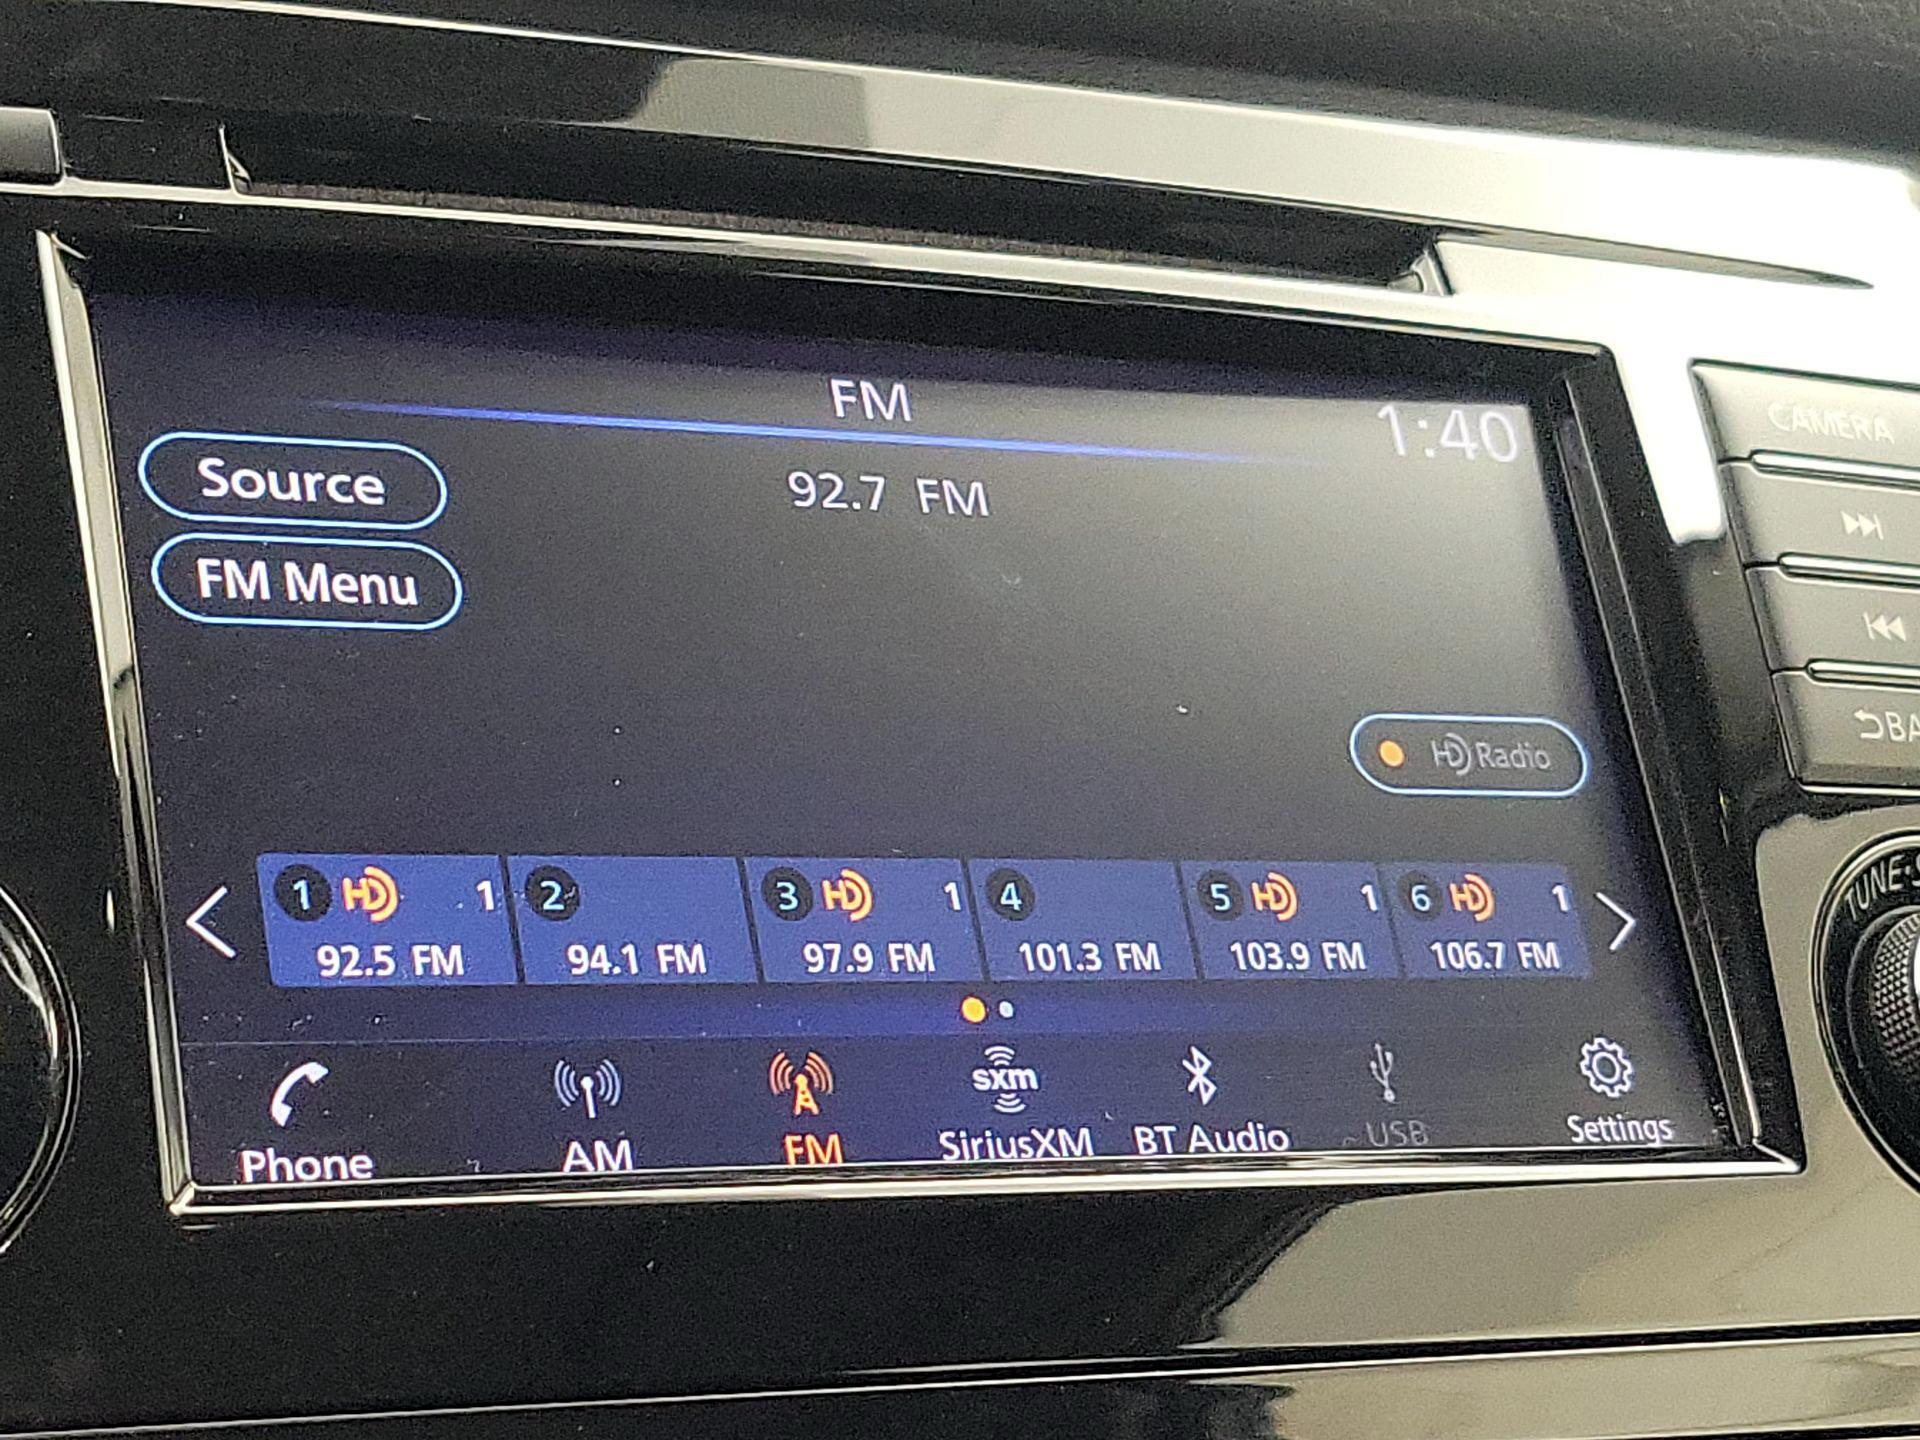 FM
1:40
Source
92.7 FM
FM Menu
HD Radio
1 HD 1
92.5 FM
2
94.1 FM
3 HD 1
97.9 FM
4
101.3 FM
5 HD 1
103.9 FM
6 HD 1
106.7 FM
Phone
AM
FM
sxm
SiriusXM
BT Audio
USB
Settings
CAMERA
BA
TUNE·S